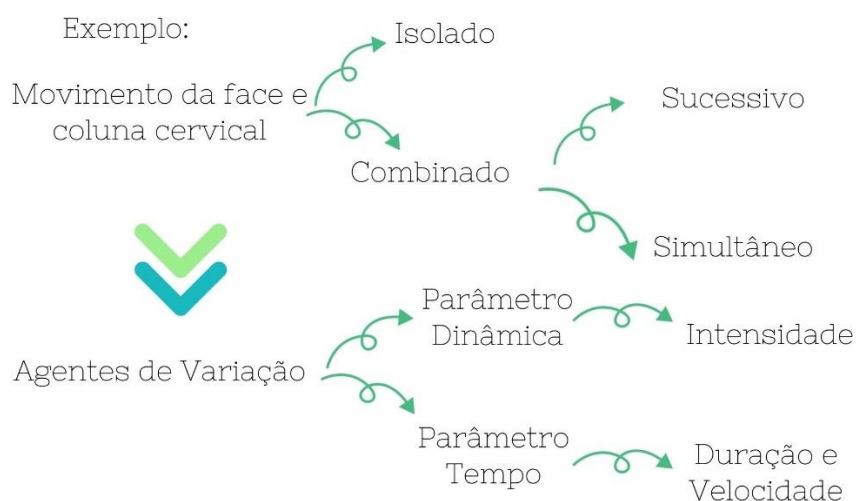 Exemplo:
Isolado
Movimento da face e
coluna cervical
Sucessivo
Combinado
Simultâneo
Parâmetro
Dinâmica
Intensidade
Agentes de Variação
Parâmetro
Tempo
Duração e
Velocidade